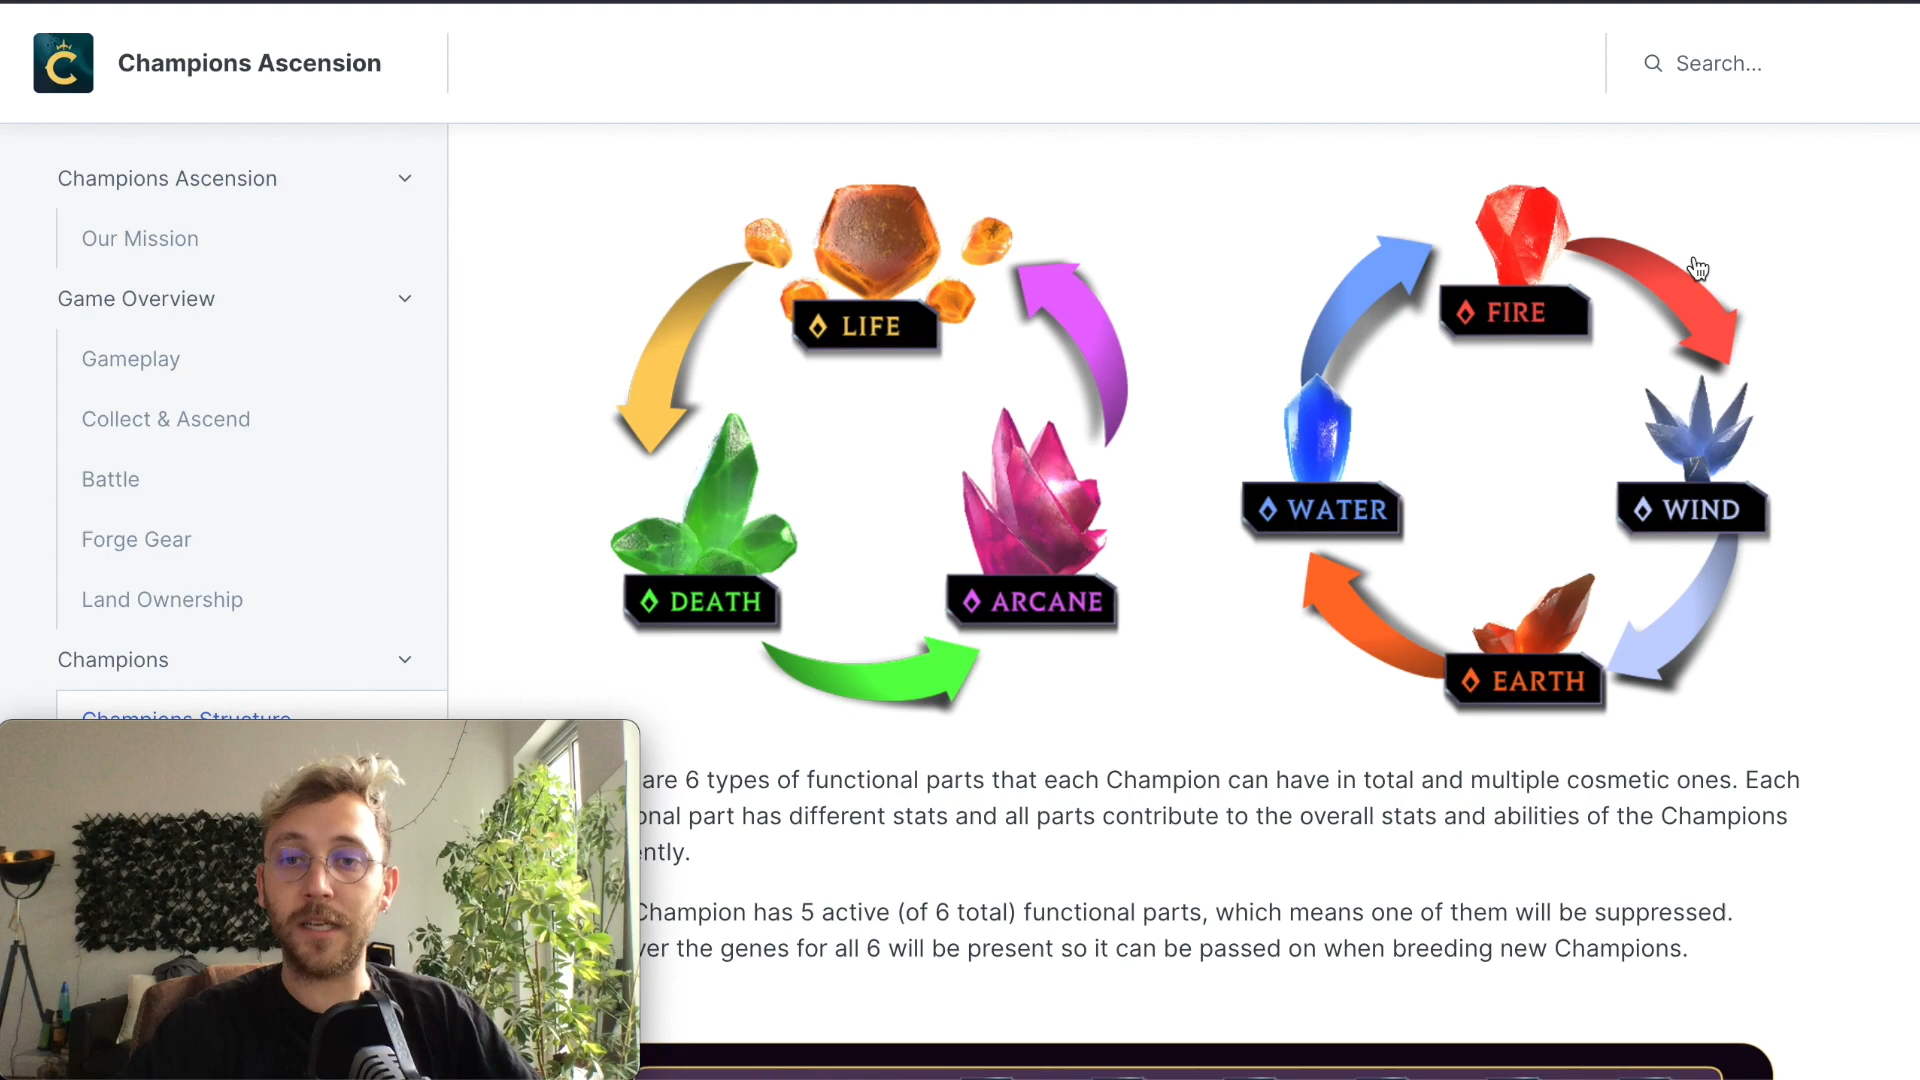 Champions Ascension
Search...
Champions Ascension
Our Mission
Game Overview
Gameplay
Collect & Ascend
Battle
Forge Gear
Land Ownership
Champions
Champions Structure
LIFE
DEATH
ARCANE
FIRE
WATER
WIND
EARTH
are 6 types of functional parts that each Champion can have in total and multiple cosmetic ones. Each
onal part has different stats and all parts contribute to the overall stats and abilities of the Champions
ently.
Champion has 5 active (of 6 total) functional parts, which means one of them will be suppressed.
ver the genes for all 6 will be present so it can be passed on when breeding new Champions.